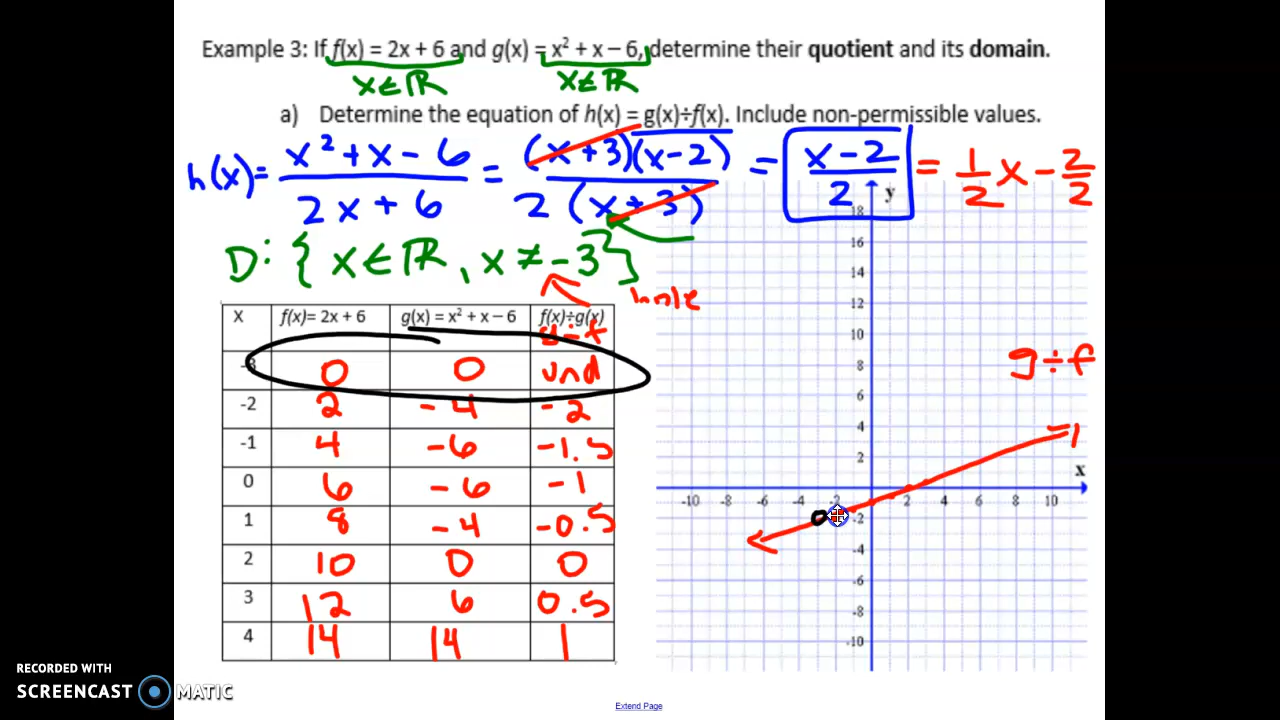 Example 3: If f(x) = 2x + 6 and g(x) = x² + x – 6, determine their quotient and its domain.
x∈ℝ x∈ℝ
a) Determine the equation of h(x) = g(x)÷f(x). Include non-permissible values.
h(x) = x² + x - 6 / 2x + 6 = (x+3)(x-2) / 2(x+3) = x-2 / 2 = 1/2 x - 2/2
D: { x∈ℝ, x ≠ -3 }
hole
X f(x)= 2x + 6 g(x) = x² + x – 6 f(x)÷g(x)
g÷f
-3 0 0 und
-2 2 -4 -2
-1 4 -6 -1.5
0 6 -6 -1
1 8 -4 -0.5
2 10 0 0
3 12 6 0.5
4 14 14 1
y
18
16
14
12
10
8
6
4
2
-2
-4
-6
-8
-10
-10 -8 -6 -4 -2 2 4 6 8 10
x
g÷f
RECORDED WITH
SCREENCAST MATIC
Extend Page